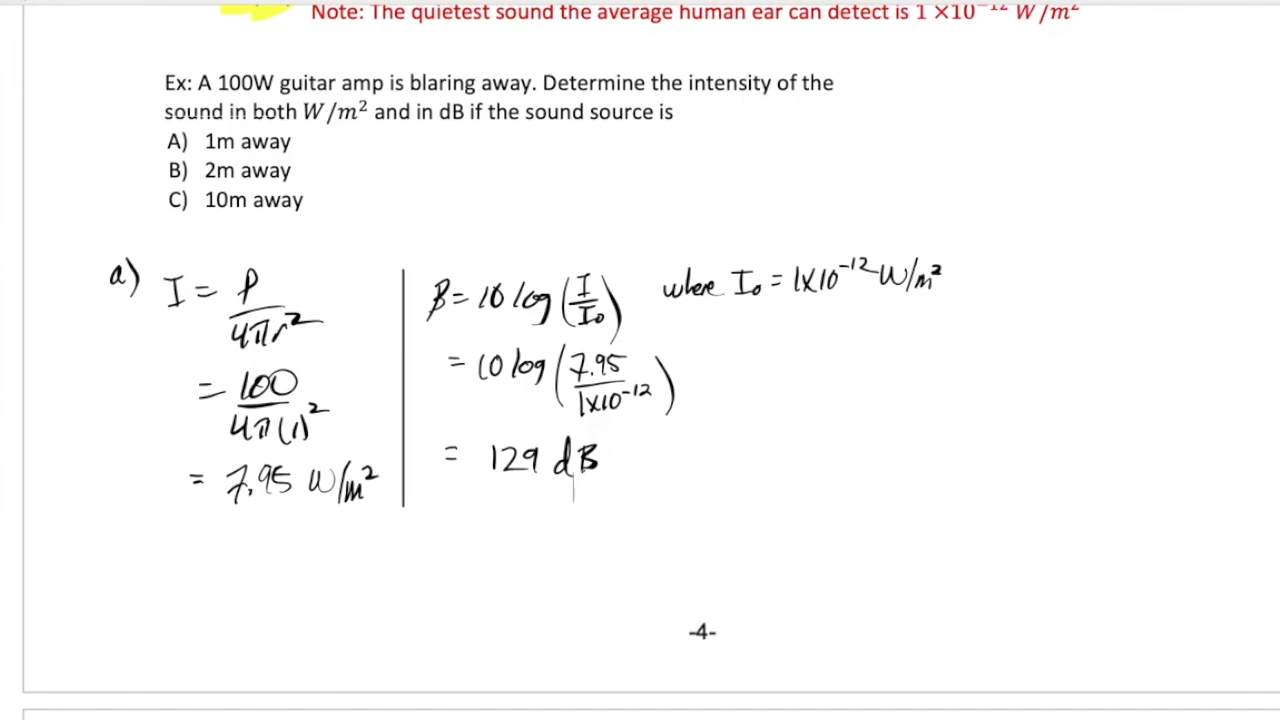 Note: The quietest sound the average human ear can detect is 1 ×10⁻¹² W/m²
Ex: A 100W guitar amp is blaring away. Determine the intensity of the
sound in both W/m² and in dB if the sound source is
A) 1m away
B) 2m away
C) 10m away
a) I = P/4πr²
= 100/4π(1)²
= 7.95 W/m²
β = 10 log (I/I₀) where I₀ = 1×10⁻¹² W/m²
= 10 log (7.95/1×10⁻¹²)
= 129 dB
-4-